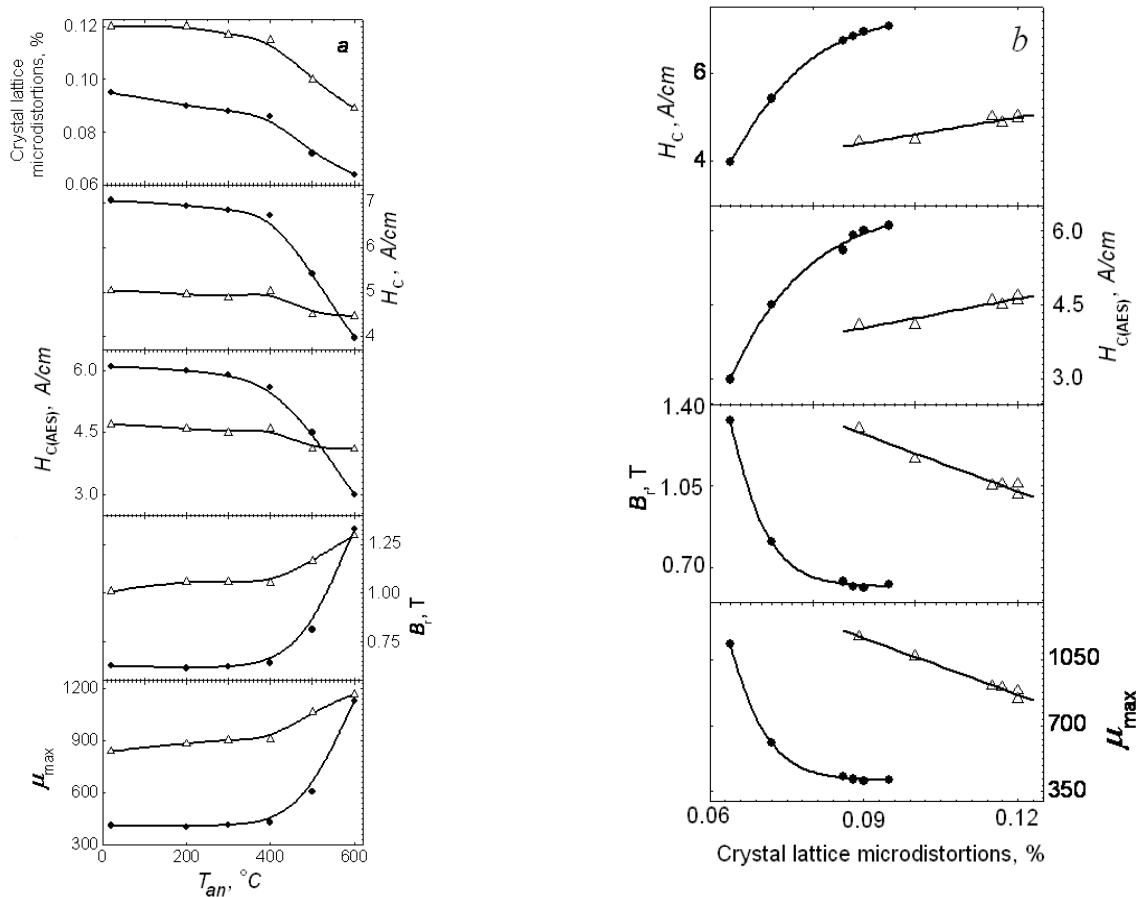 a
Crystal lattice
microdistortions, %
0.12
0.10
0.08
0.06
H_C, A/cm
7
6
5
4
H_C(AES), A/cm
6.0
4.5
3.0
B_r, T
1.25
1.00
0.75
μ_max
1200
900
600
300
0 200 400 600
T_an, °C
b
H_C, A/cm
6
4
H_C(AES), A/cm
6.0
4.5
3.0
B_r, T
1.40
1.05
0.70
μ_max
1050
700
350
0.06 0.09 0.12
Crystal lattice microdistortions, %